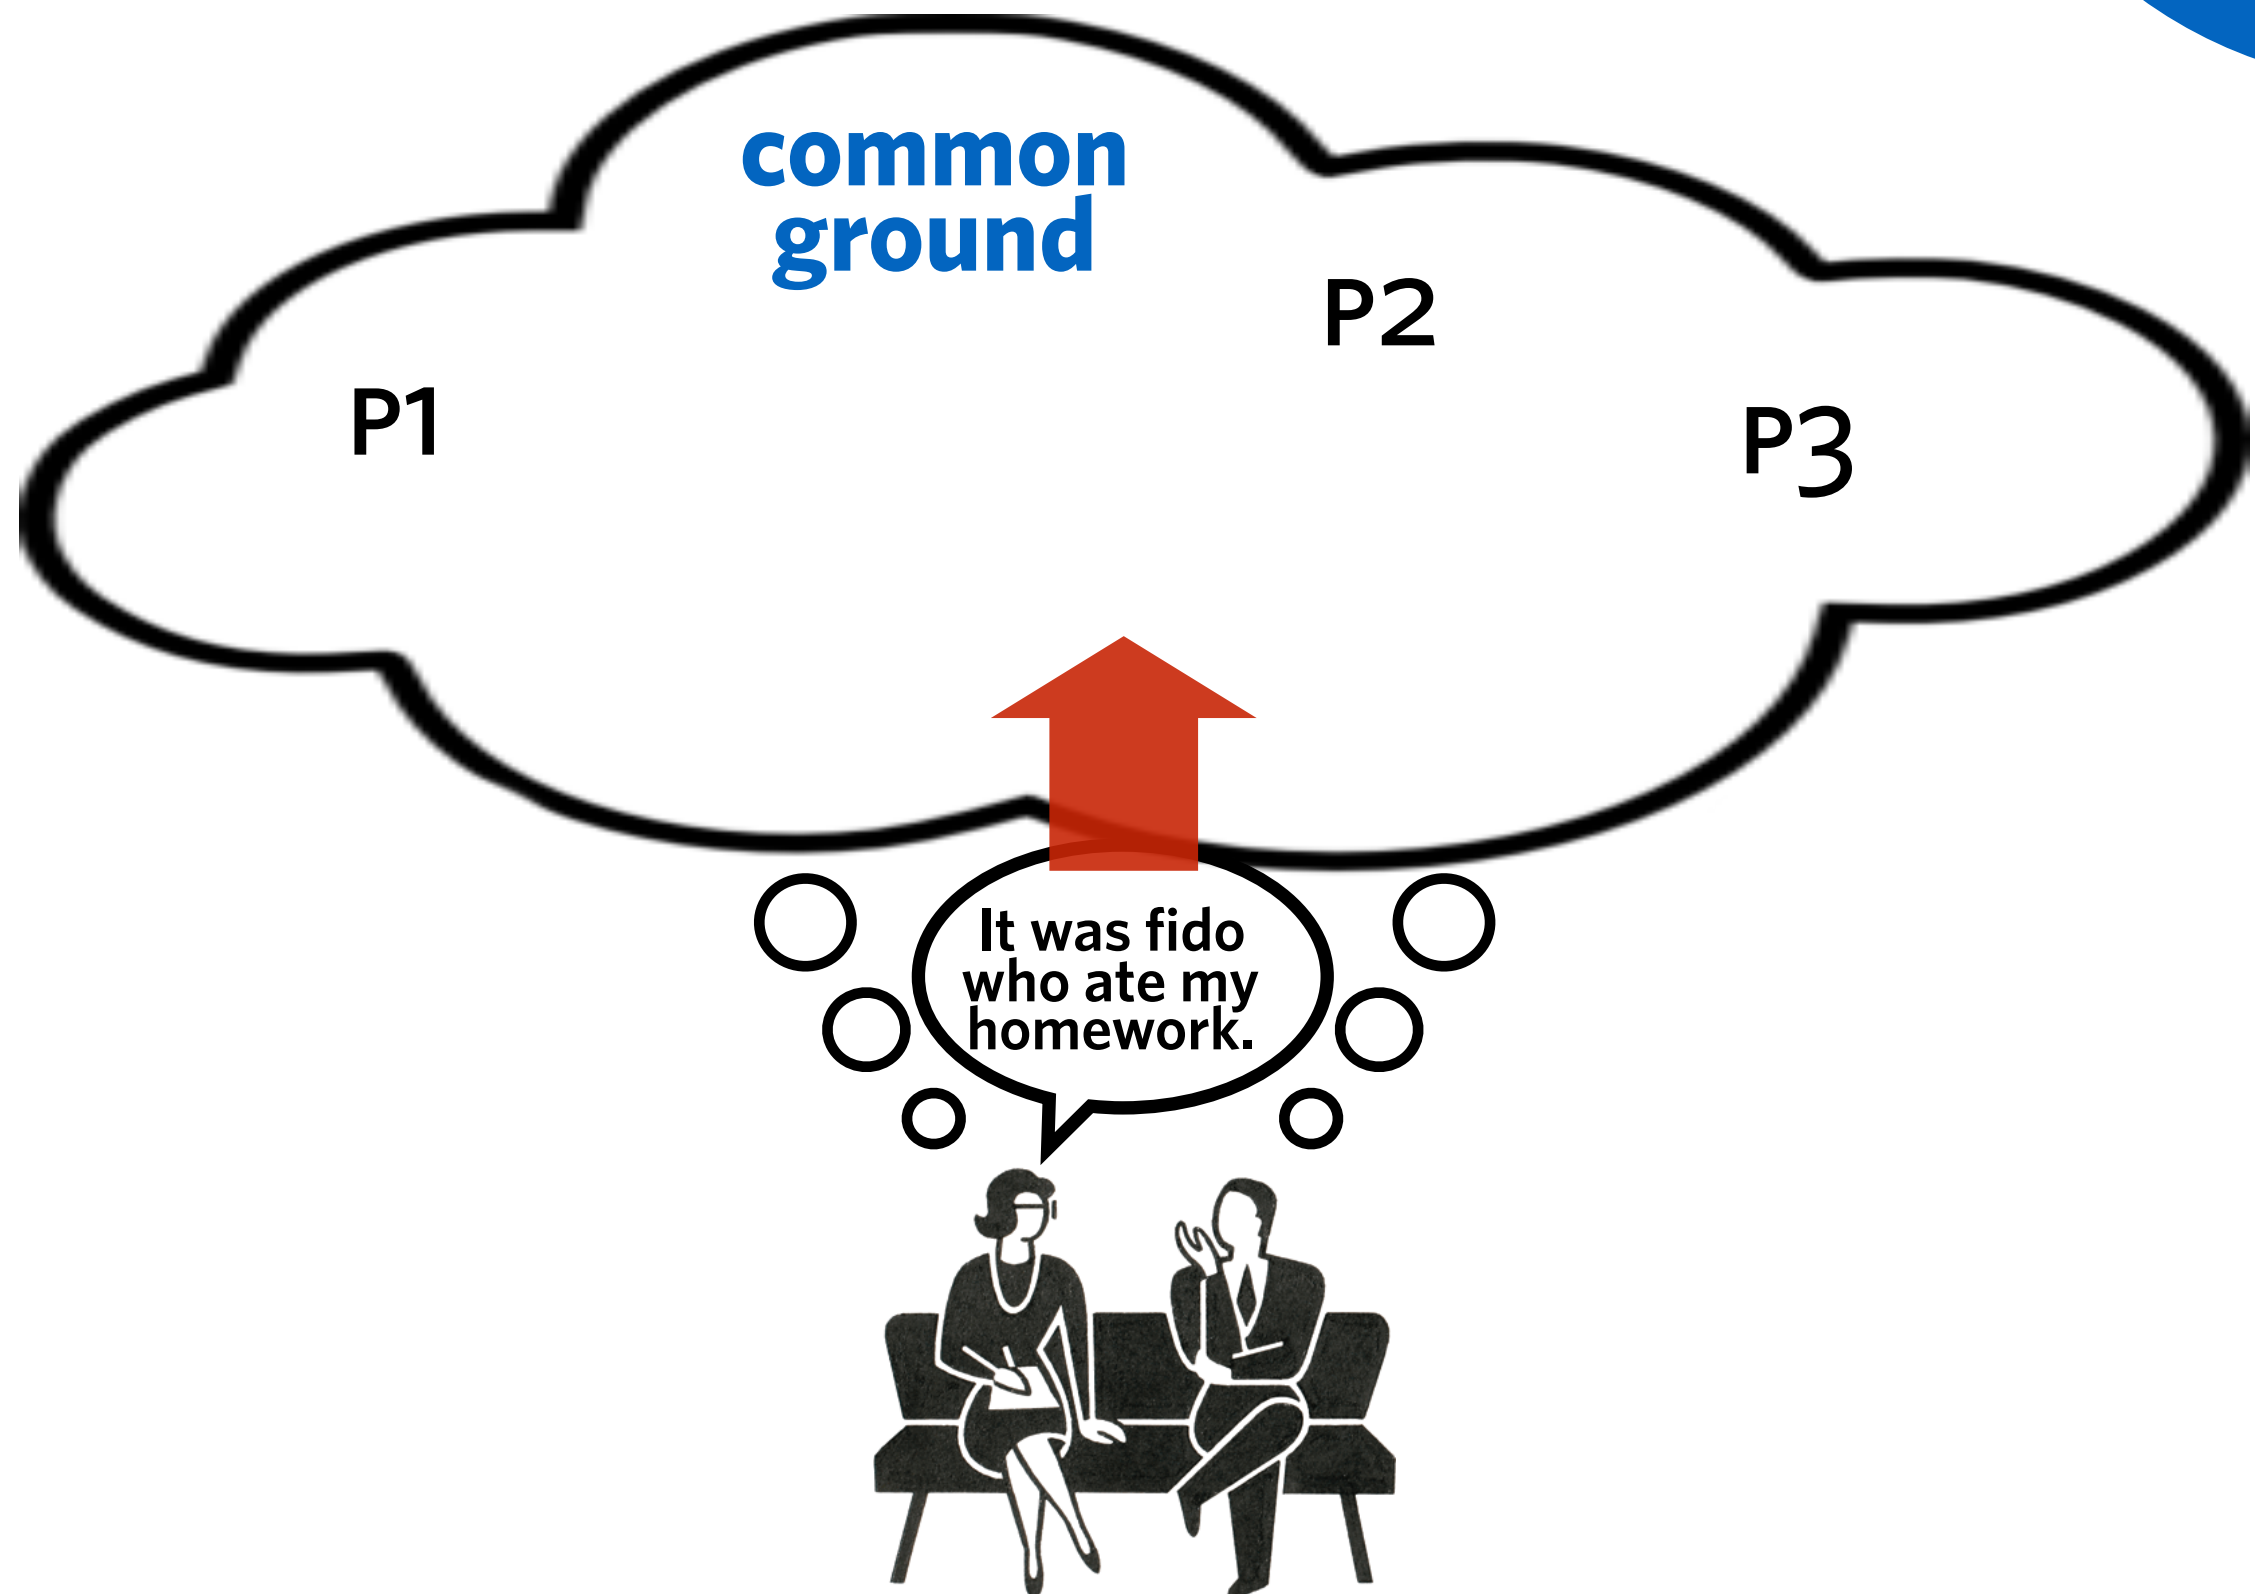 common
ground
P2
P1
P3
It was fido
who ate my
homework.